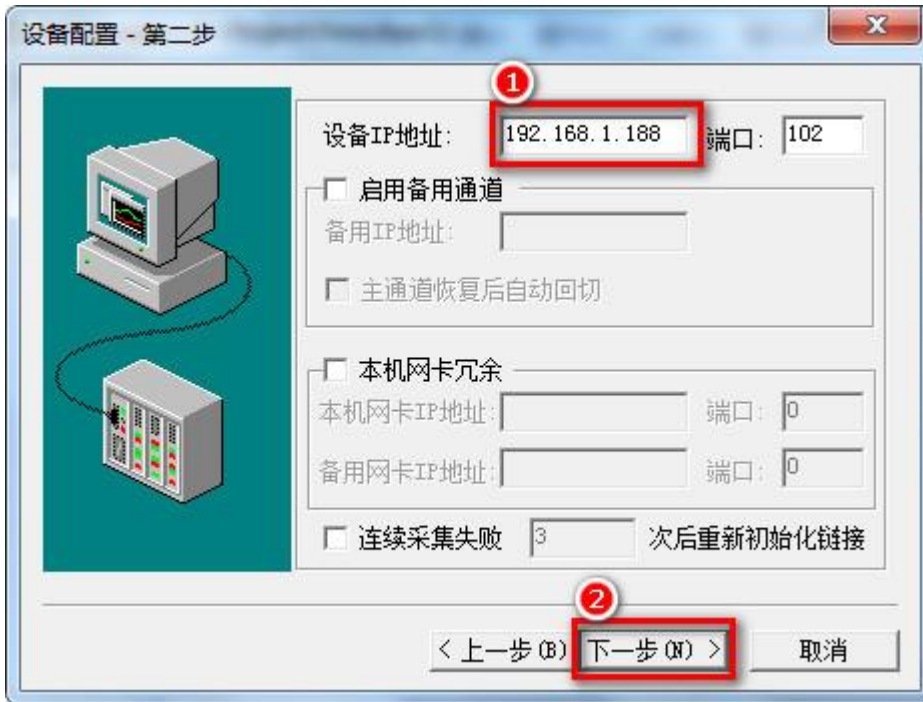 设备配置 - 第二步
1
设备IP地址: 192.168.1.188 端口: 102
启用备用通道
备用IP地址:
主通道恢复后自动回切
本机网卡冗余
本机网卡IP地址: 端口: 0
备用网卡IP地址: 端口: 0
连续采集失败 3 次后重新初始化链接
2
< 上一步(B) 下一步(N) > 取消